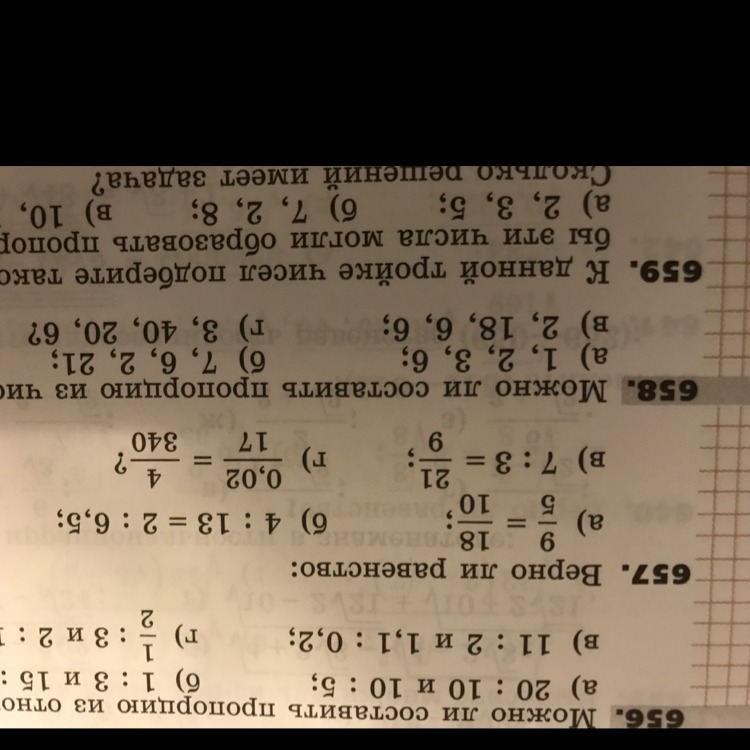 656. Можно ли составить пропорцию из
а) 20 : 10 и 10 : 5; б) 1 : 3 и 15 :
в) 11 : 2 и 1,1 : 0,2; г) 1/2 : 3 и 2 :
657. Верно ли равенство:
а) 9/5 = 18/10; б) 4 : 13 = 2 : 6,5;
в) 7 : 3 = 21/9; г) 0,02/17 = 4/340?
658. Можно ли составить пропорцию из
а) 1, 2, 3, 6; б) 7, 6, 2, 21;
в) 2, 18, 6, 6; г) 3, 40, 20, 6?
659. К данной тройке чисел подберите
бы эти числа могли образовать
а) 2, 3, 5; б) 7, 2, 8; в) 10,
Сколько решений имеет задача?